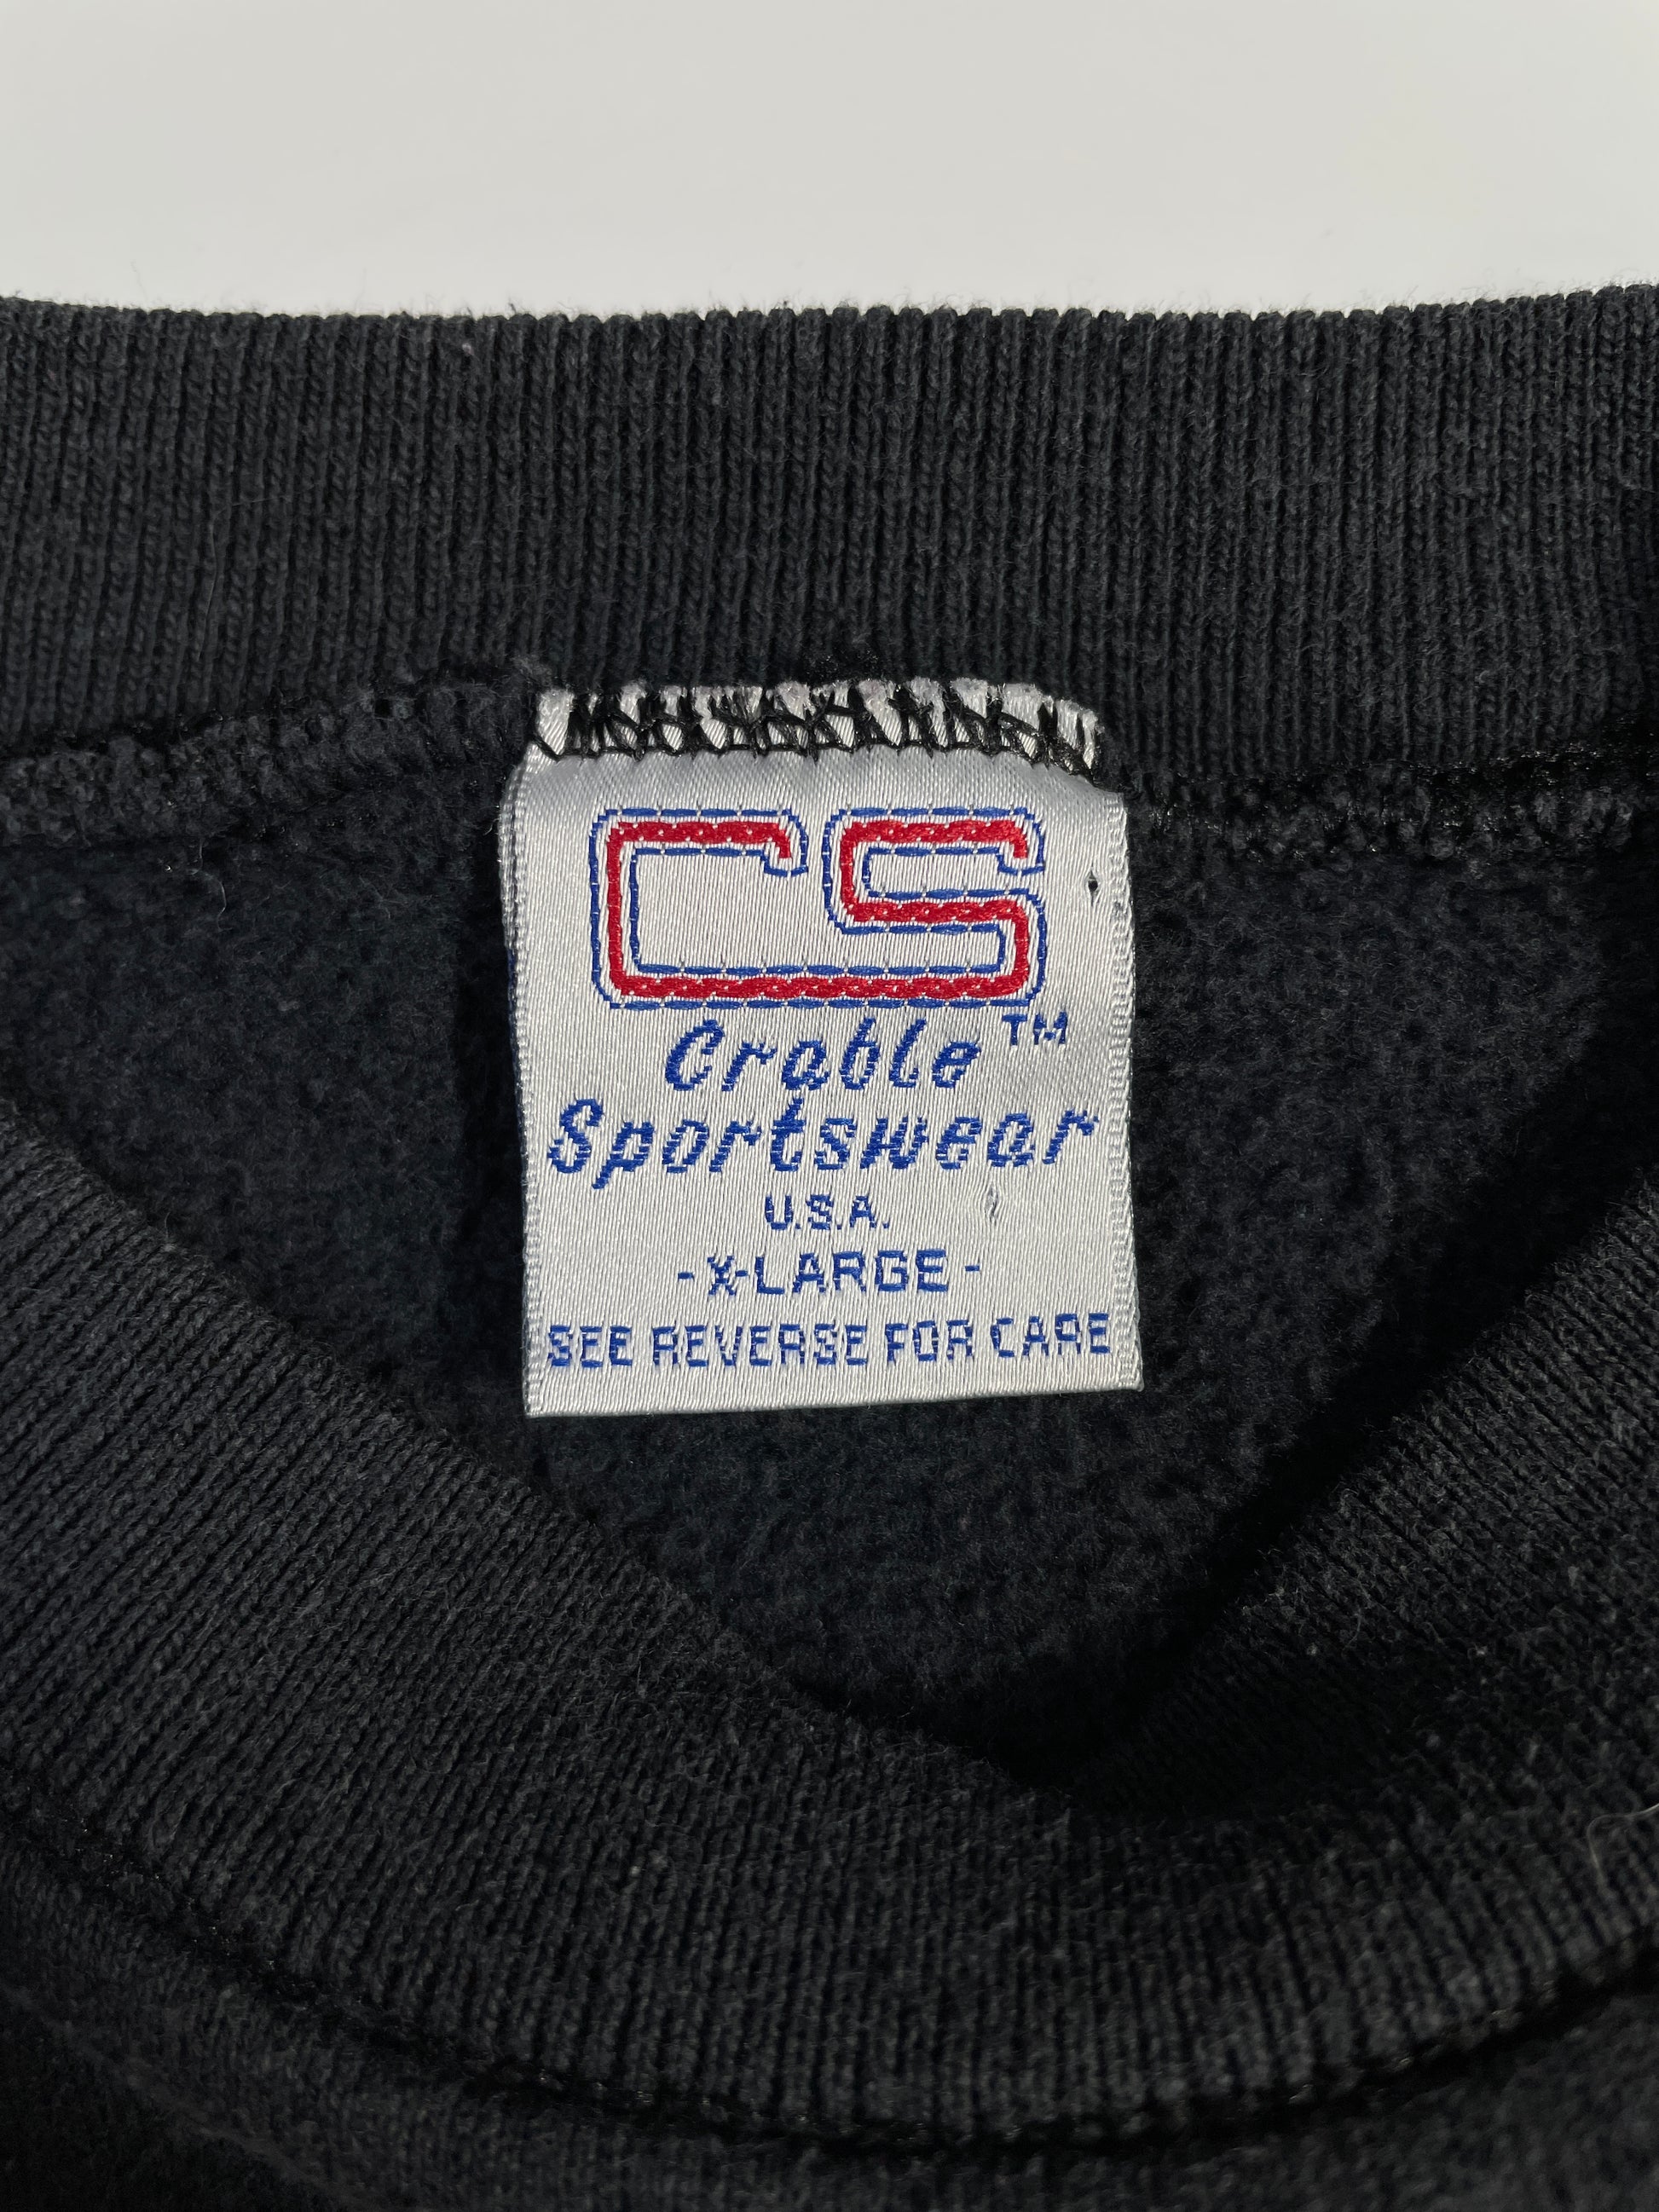 CS
Crable™
Sportswear
U.S.A.
- X-LARGE -
SEE REVERSE FOR CARE